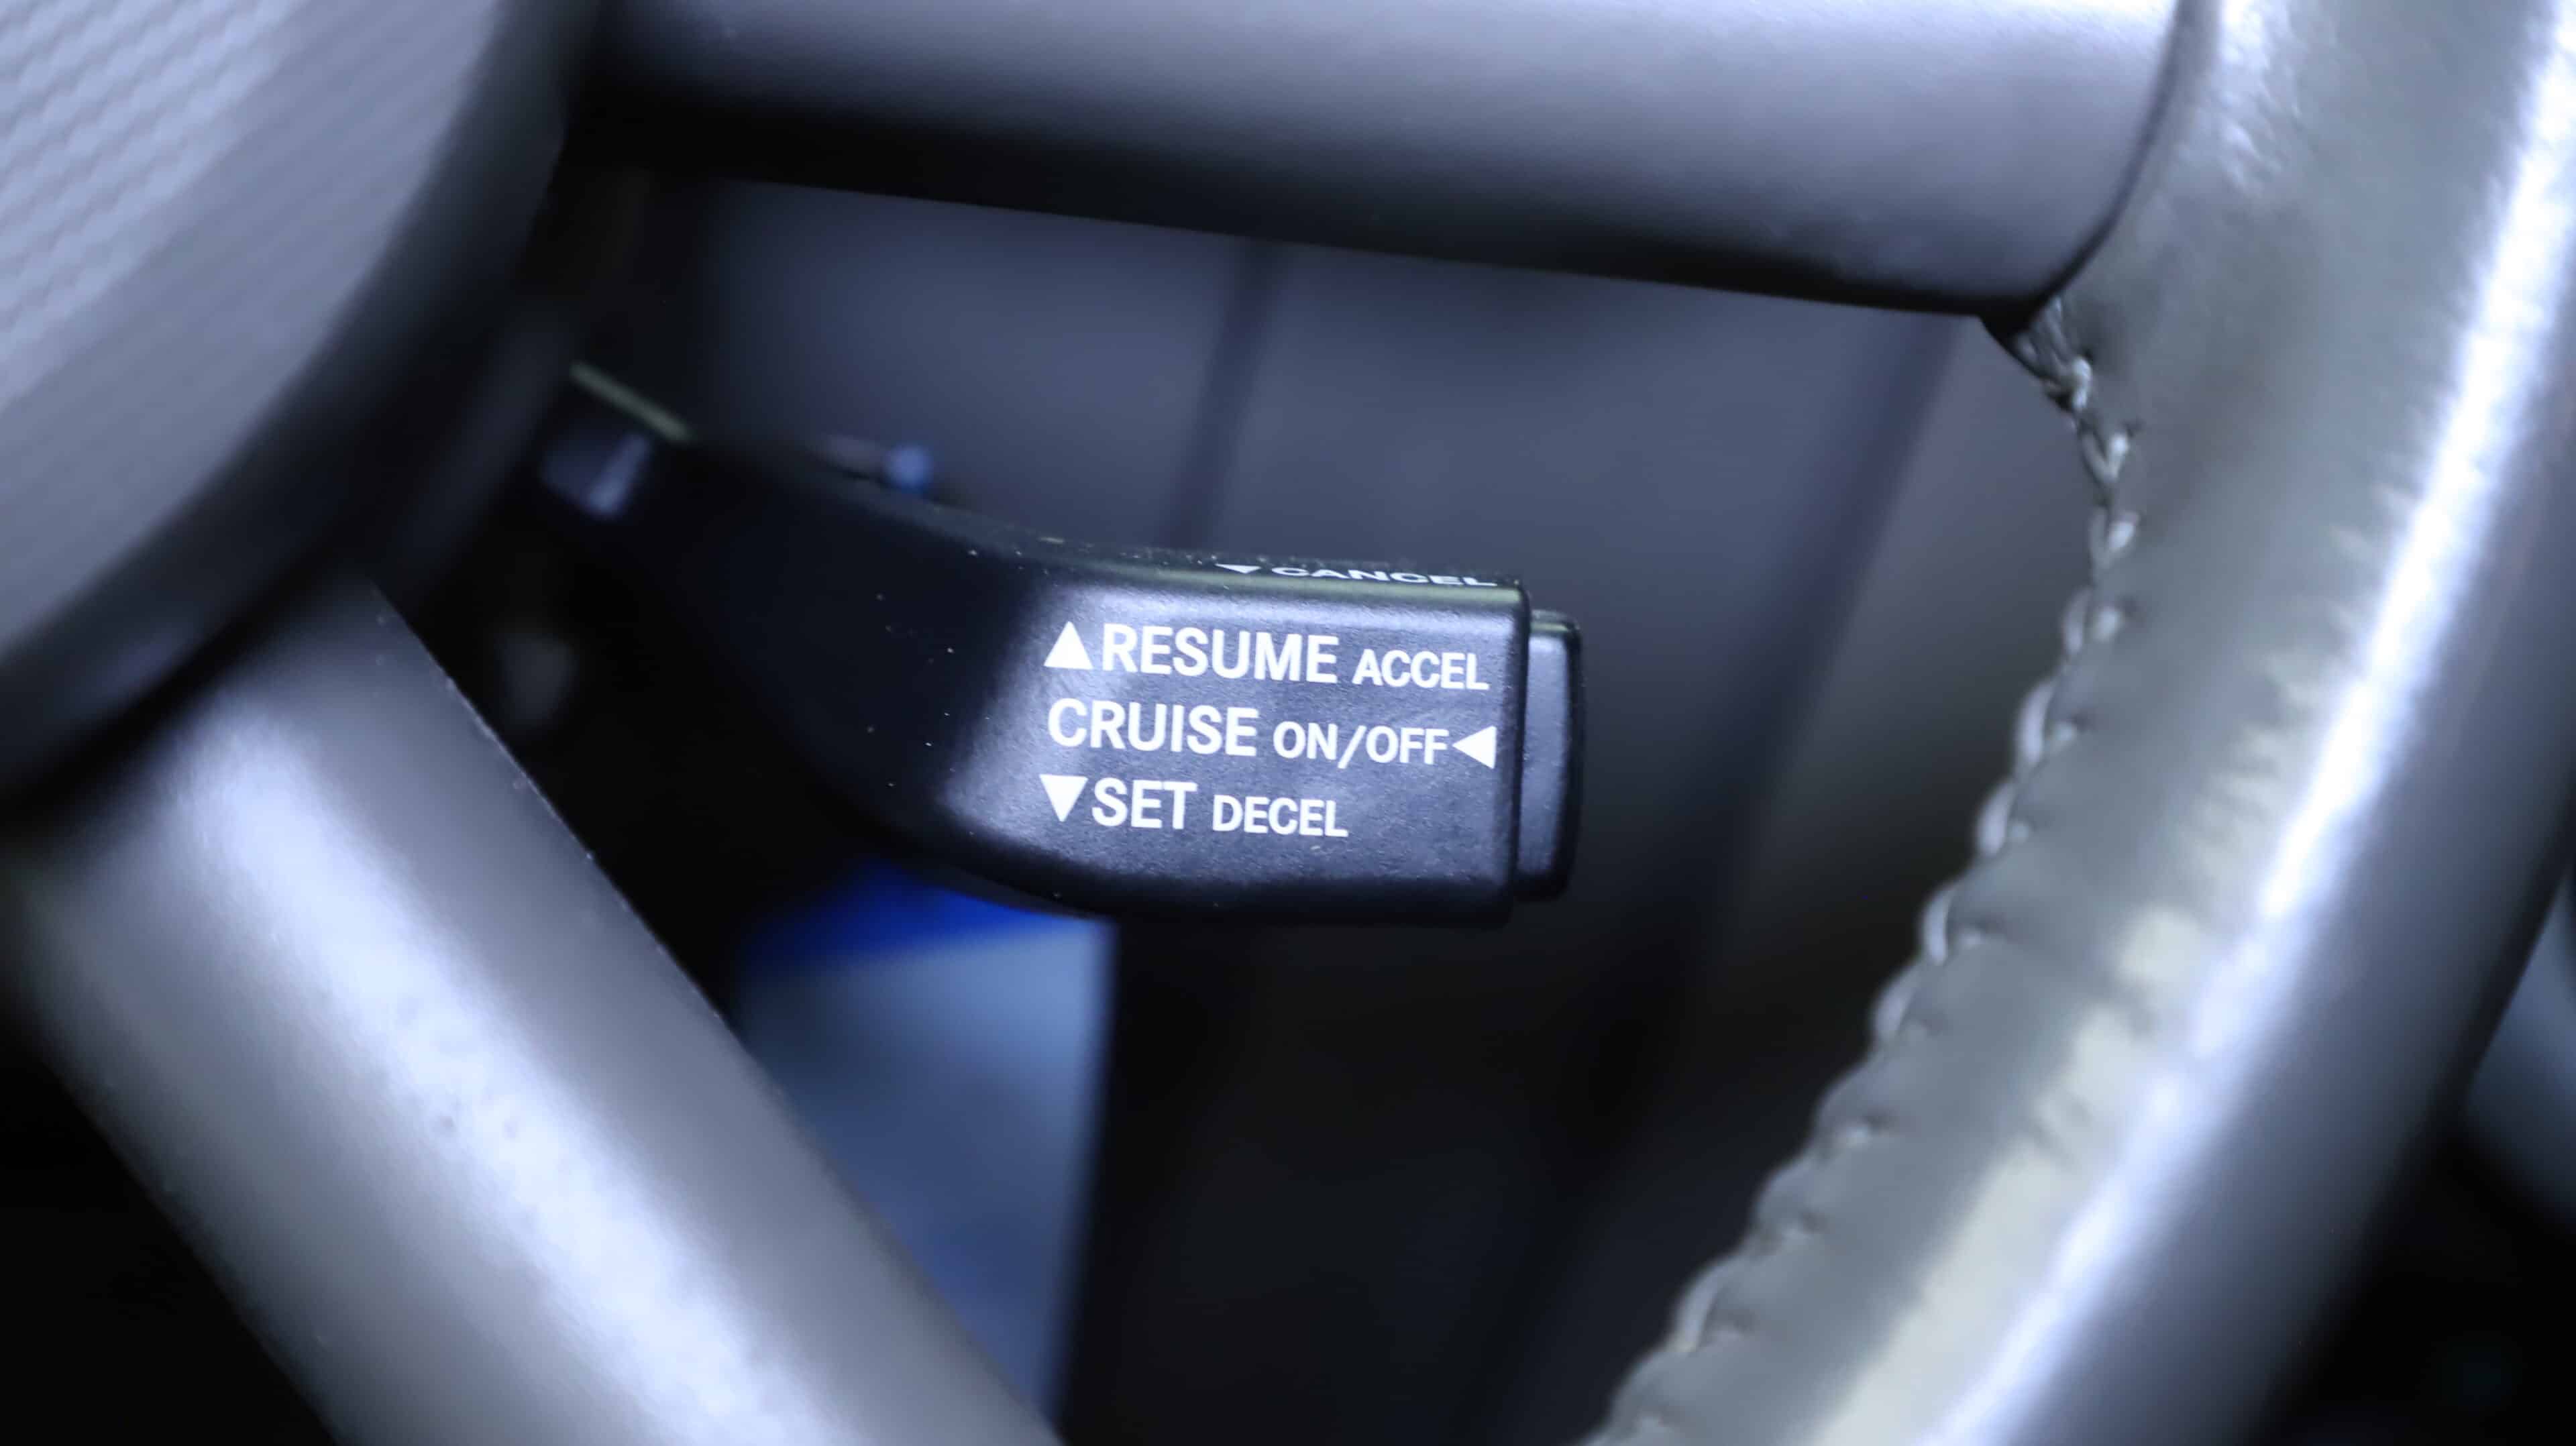 ▼ CANCEL
▲RESUME ACCEL
CRUISE ON/OFF◀
▼SET DECEL